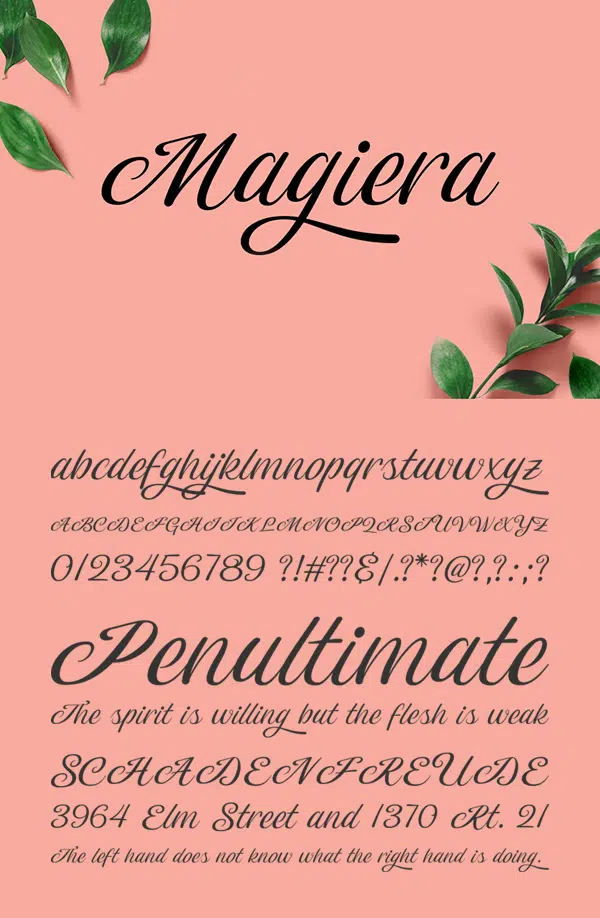 Magiera
abcdefghijklmnopqrstuvwxyz
ABCDEFGHIJKLMNOPQRSTUVWXYZ
0123456789 ?!#??&/.?*?@?,?:;?
Penultimate
The spirit is willing but the flesh is weak
SCHADENFREUDE
3964 Elm Street and 1370 Rt. 21
The left hand does not know what the right hand is doing.